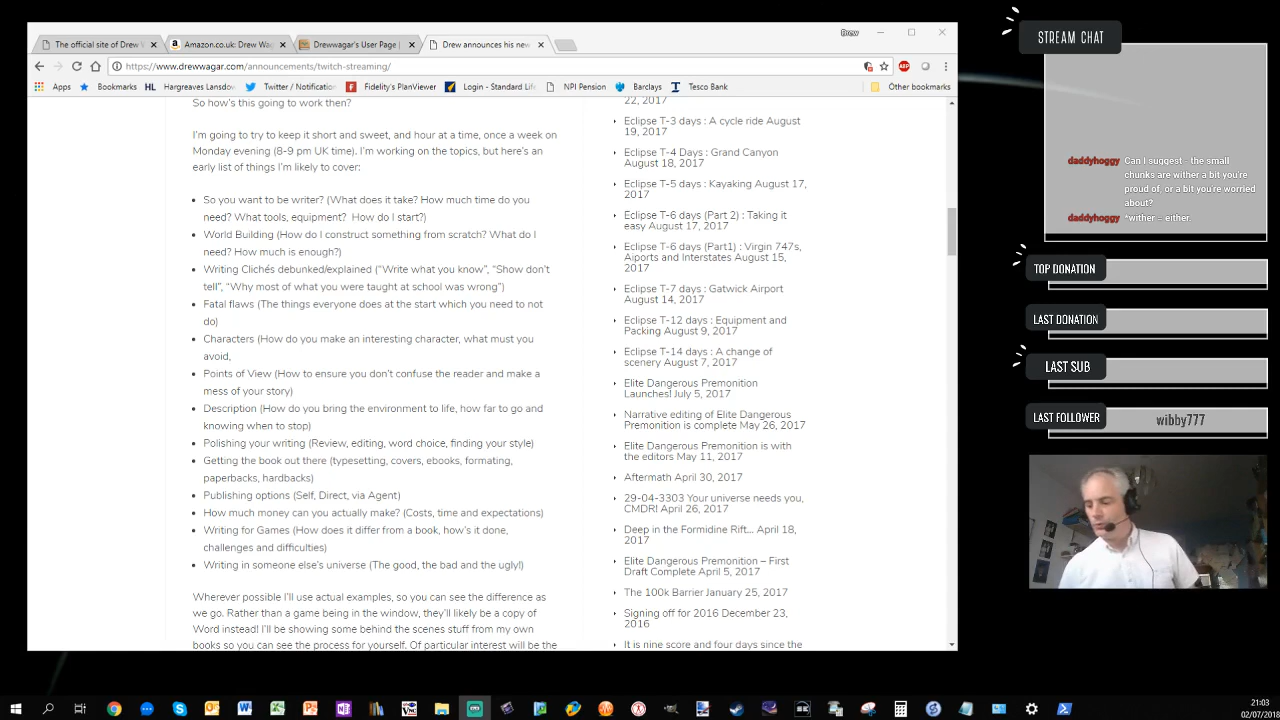 The official site of Drew
Amazon.co.uk: Drew Wa
Drewwagar's User Page |
Drew announces his new
Drew
https://www.drewwagar.com/announcements/twitch-streaming/
ABP
Apps
Bookmarks
HL Hargreaves Lansdov
Twitter / Notification
Fidelity's PlanViewer
Login - Standard Life
NPI Pension
Barclays
Tesco Bank
Other bookmarks
So how's this going to work then?
I'm going to try to keep it short and sweet, and hour at a time, once a week on
Monday evening (8-9 pm UK time). I'm working on the topics, but here's an
early list of things I'm likely to cover:
So you want to be writer? (What does it take? How much time do you
need? What tools, equipment? How do I start?)
World Building (How do I construct something from scratch? What do I
need? How much is enough?)
Writing Clichés debunked/explained ("Write what you know", "Show don't
tell", "Why most of what you were taught at school was wrong")
Fatal flaws (The things everyone does at the start which you need to not
do)
Characters (How do you make an interesting character, what must you
avoid,
Points of View (How to ensure you don't confuse the reader and make a
mess of your story)
Description (How do you bring the environment to life, how far to go and
knowing when to stop)
Polishing your writing (Review, editing, word choice, finding your style)
Getting the book out there (typesetting, covers, ebooks, formating,
paperbacks, hardbacks)
Publishing options (Self, Direct, via Agent)
How much money can you actually make? (Costs, time and expectations)
Writing for Games (How does it differ from a book, how's it done,
challenges and difficulties)
Writing in someone else's universe (The good, the bad and the ugly!)
Wherever possible I'll use actual examples, so you can see the difference as
we go. Rather than a game being in the window, they'll likely be a copy of
Word instead! I'll be showing some behind the scenes stuff from my own
books so you can see the process for yourself. Of particular interest will be the
22, 2017
Eclipse T-3 days : A cycle ride August
19, 2017
Eclipse T-4 Days : Grand Canyon
August 18, 2017
Eclipse T-5 days : Kayaking August 17,
2017
Eclipse T-6 days (Part 2) : Taking it
easy August 17, 2017
Eclipse T-6 days (Part1) : Virgin 747's,
Aiports and Interstates August 15,
2017
Eclipse T-7 days : Gatwick Airport
August 14, 2017
Eclipse T-12 days : Equipment and
Packing August 9, 2017
Eclipse T-14 days : A change of
scenery August 7, 2017
Elite Dangerous Premonition
Launches! July 5, 2017
Narrative editing of Elite Dangerous
Premonition is complete May 26, 2017
Elite Dangerous Premonition is with
the editors May 11, 2017
Aftermath April 30, 2017
29-04-3303 Your universe needs you,
CMDR! April 26, 2017
Deep in the Formidine Rift... April 18,
2017
Elite Dangerous Premonition – First
Draft Complete April 5, 2017
The 100k Barrier January 25, 2017
Signing off for 2016 December 23,
2016
It is nine score and four days since the
STREAM CHAT
daddyhoggy Can I suggest - the small
chunks are wither a bit you're
proud of, or a bit you're worried
about?
daddyhoggy *wither - either.
TOP DONATION
LAST DONATION
LAST SUB
LAST FOLLOWER
wibby777
21:03
02/07/2018